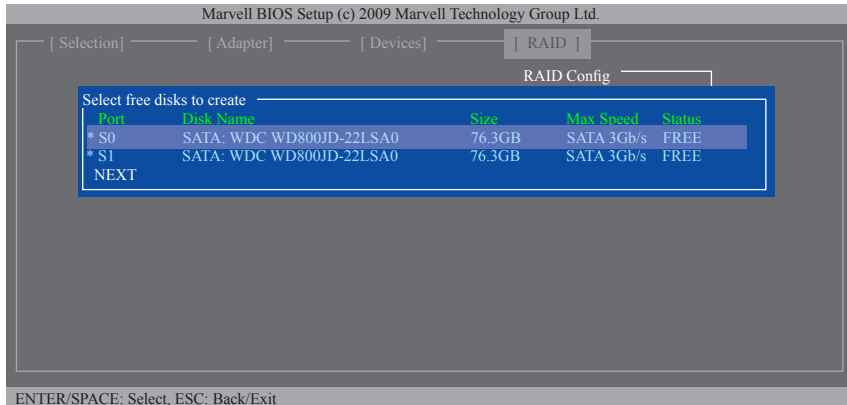 Marvell BIOS Setup (c) 2009 Marvell Technology Group Ltd.
[ Selection] [ Adapter] [ Devices] [ RAID ]
RAID Config
Select free disks to create
Port Disk Name Size Max Speed Status
* S0 SATA: WDC WD800JD-22LSA0 76.3GB SATA 3Gb/s FREE
* S1 SATA: WDC WD800JD-22LSA0 76.3GB SATA 3Gb/s FREE
NEXT
ENTER/SPACE: Select, ESC: Back/Exit